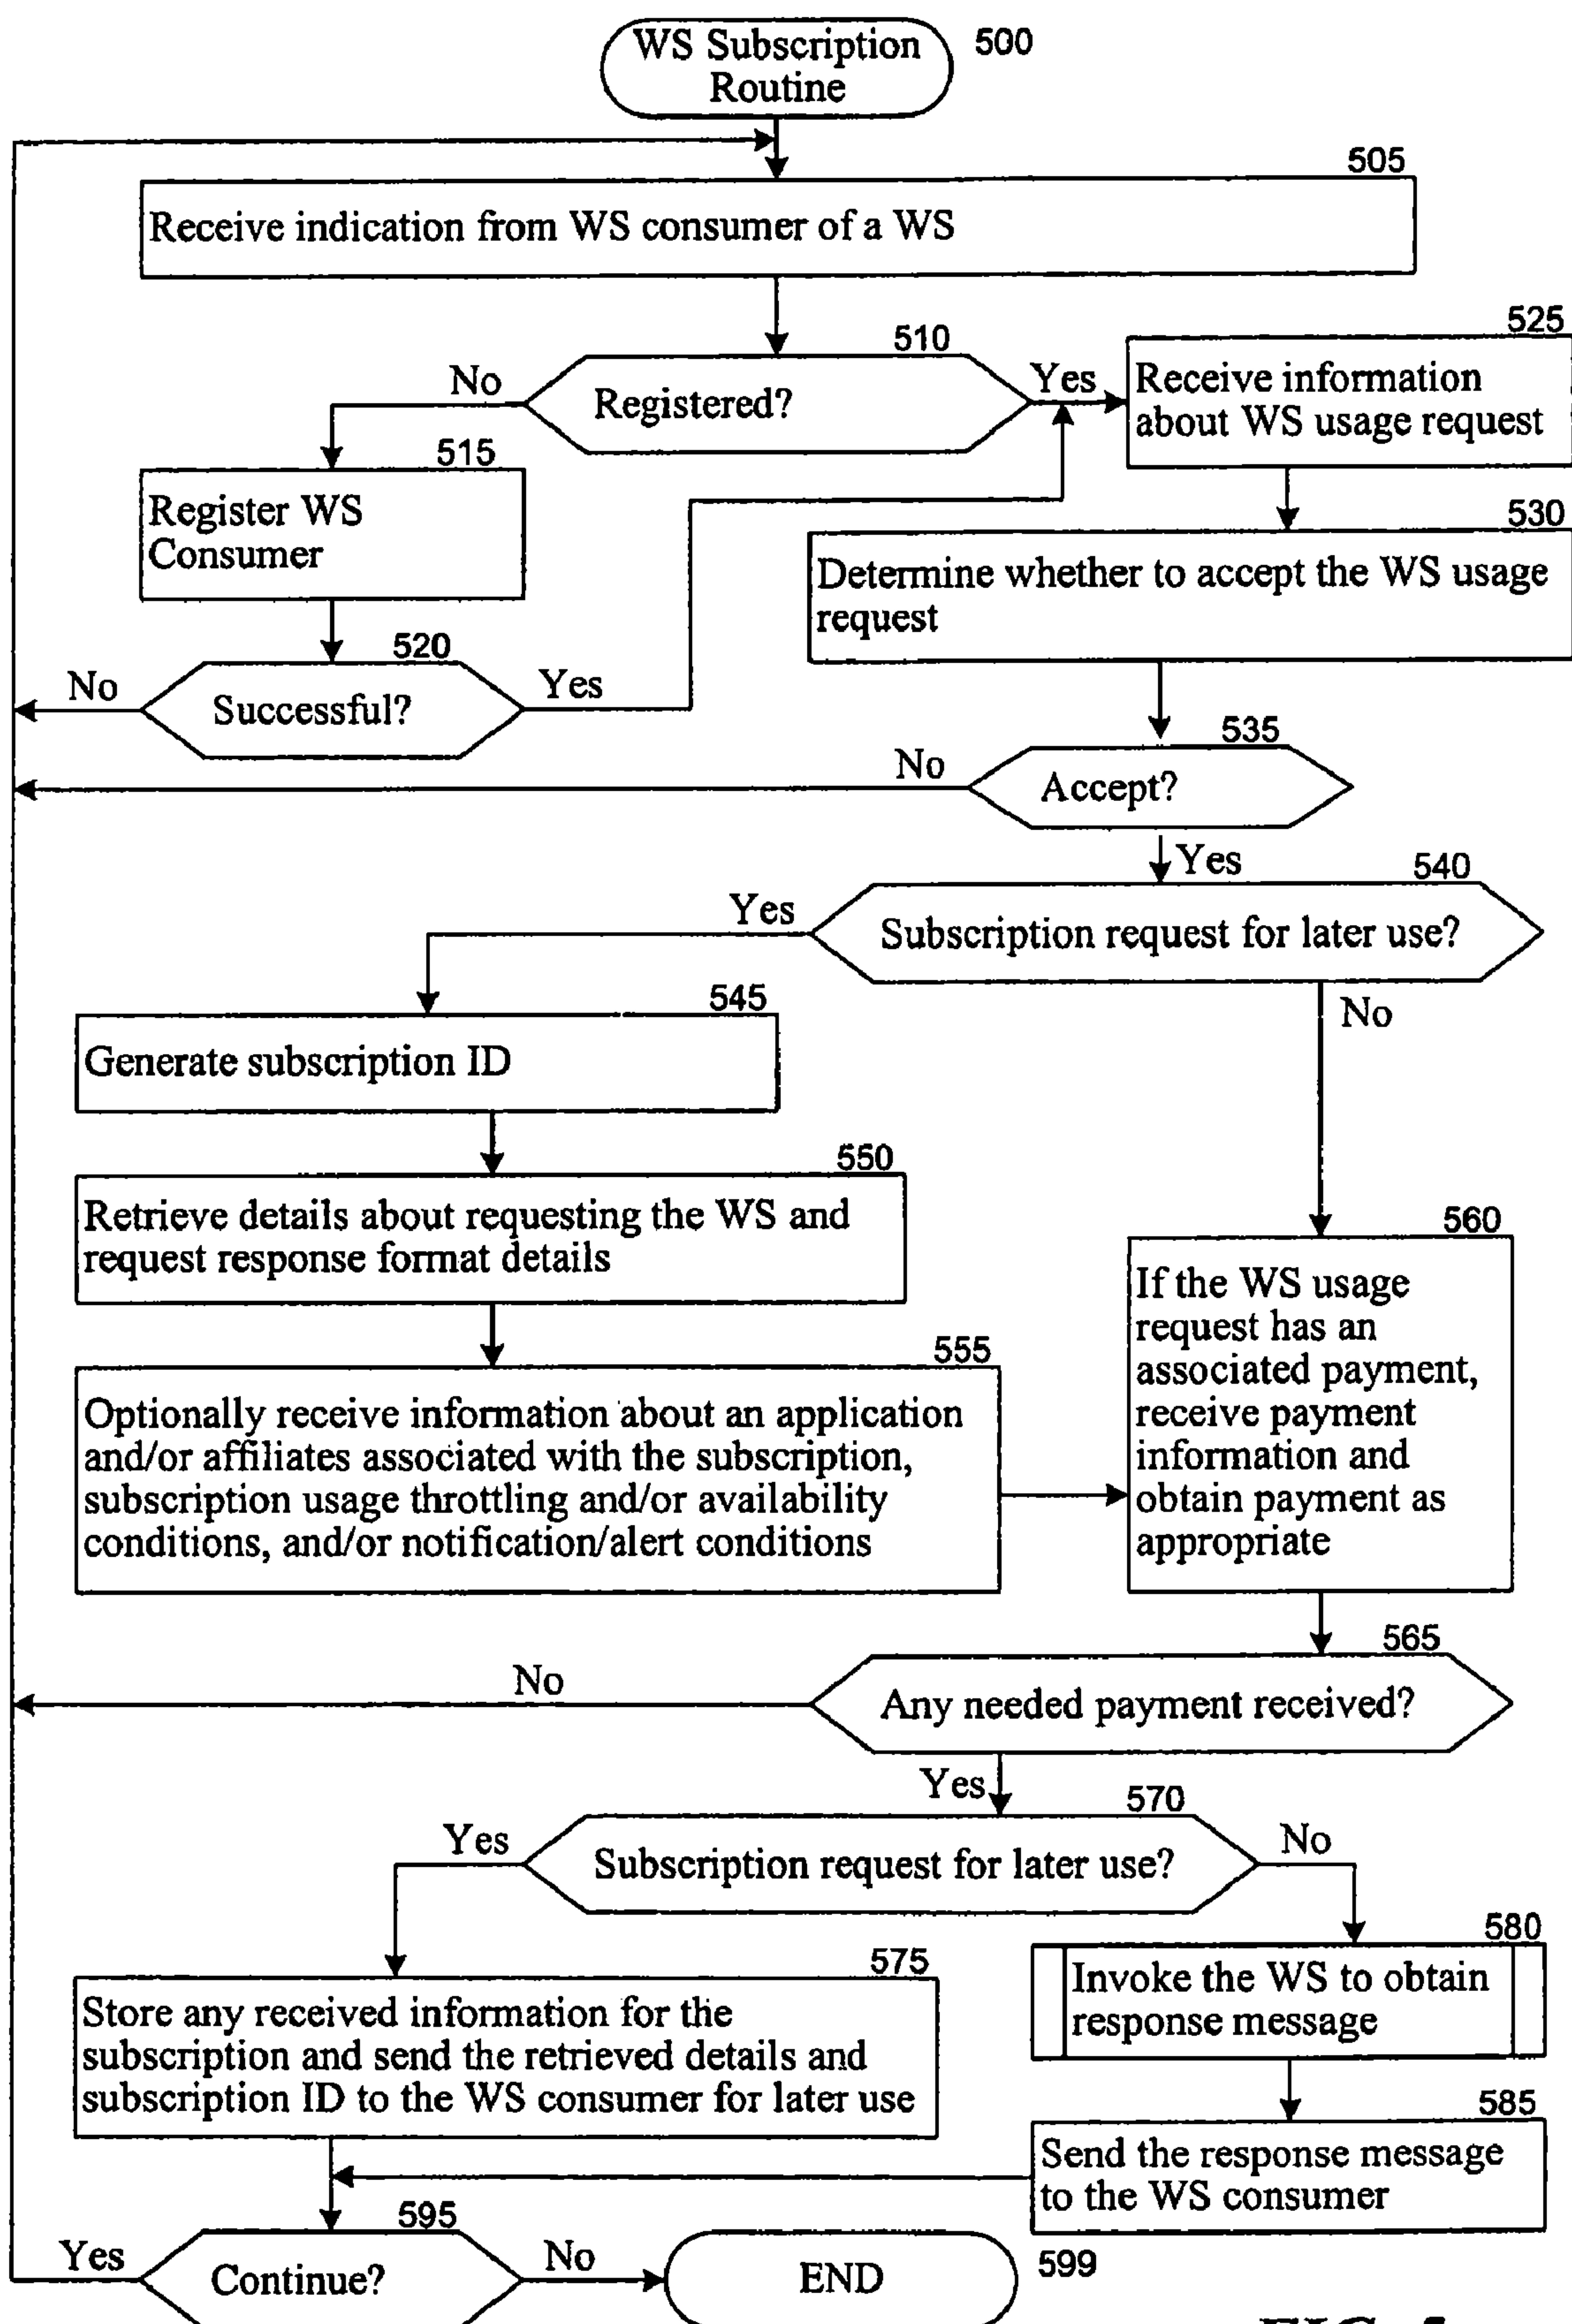 WS Subscription
Routine
500
505
Receive indication from WS consumer of a WS
510
No
Registered?
Yes
525
Receive information
about WS usage request
515
Register WS
Consumer
530
Determine whether to accept the WS usage
request
520
No
Successful?
Yes
535
No
Accept?
Yes
540
Yes
Subscription request for later use?
No
545
Generate subscription ID
550
Retrieve details about requesting the WS and
request response format details
555
Optionally receive information about an application
and/or affiliates associated with the subscription,
subscription usage throttling and/or availability
conditions, and/or notification/alert conditions
560
If the WS usage
request has an
associated payment,
receive payment
information and
obtain payment as
appropriate
565
No
Any needed payment received?
Yes
570
Yes
Subscription request for later use?
No
575
Store any received information for the
subscription and send the retrieved details and
subscription ID to the WS consumer for later use
580
Invoke the WS to obtain
response message
585
Send the response message
to the WS consumer
595
Yes
Continue?
No
END
599